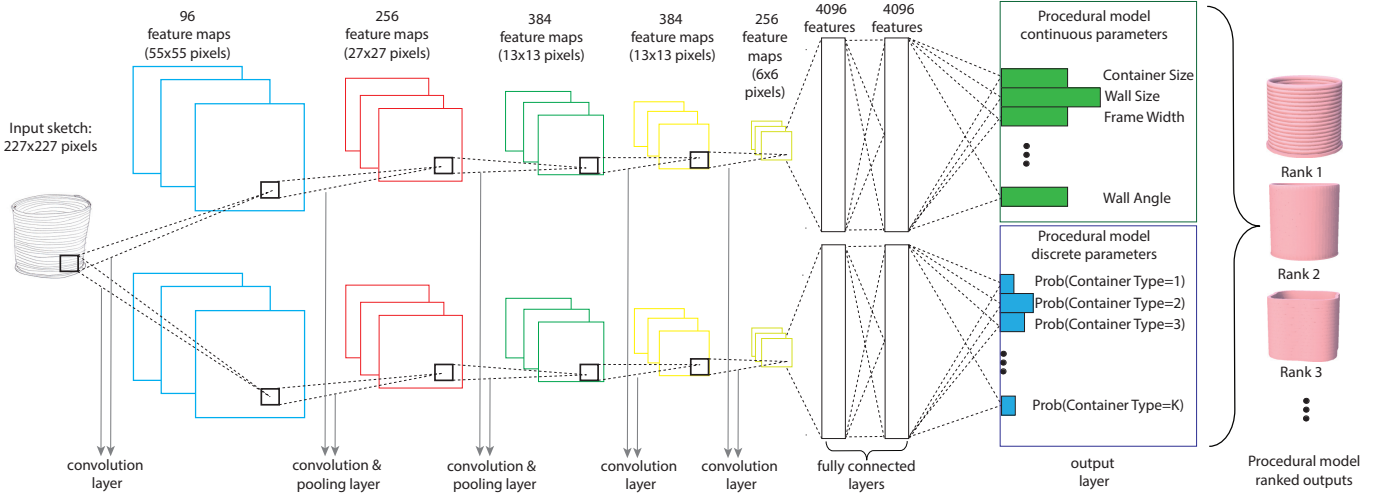 96
feature maps
(55x55 pixels)
256
feature maps
(27x27 pixels)
384
feature maps
(13x13 pixels)
384
feature maps
(13x13 pixels)
256
feature
maps
(6x6
pixels)
4096
features
4096
features
Input sketch:
227x227 pixels
Procedural model
continuous parameters
Container Size
Wall Size
Frame Width
Wall Angle
Procedural model
discrete parameters
Prob(Container Type=1)
Prob(Container Type=2)
Prob(Container Type=3)
Prob(Container Type=K)
Rank 1
Rank 2
Rank 3
convolution
layer
convolution &
pooling layer
convolution &
pooling layer
convolution
layer
convolution
layer
fully connected
layers
output
layer
Procedural model
ranked outputs